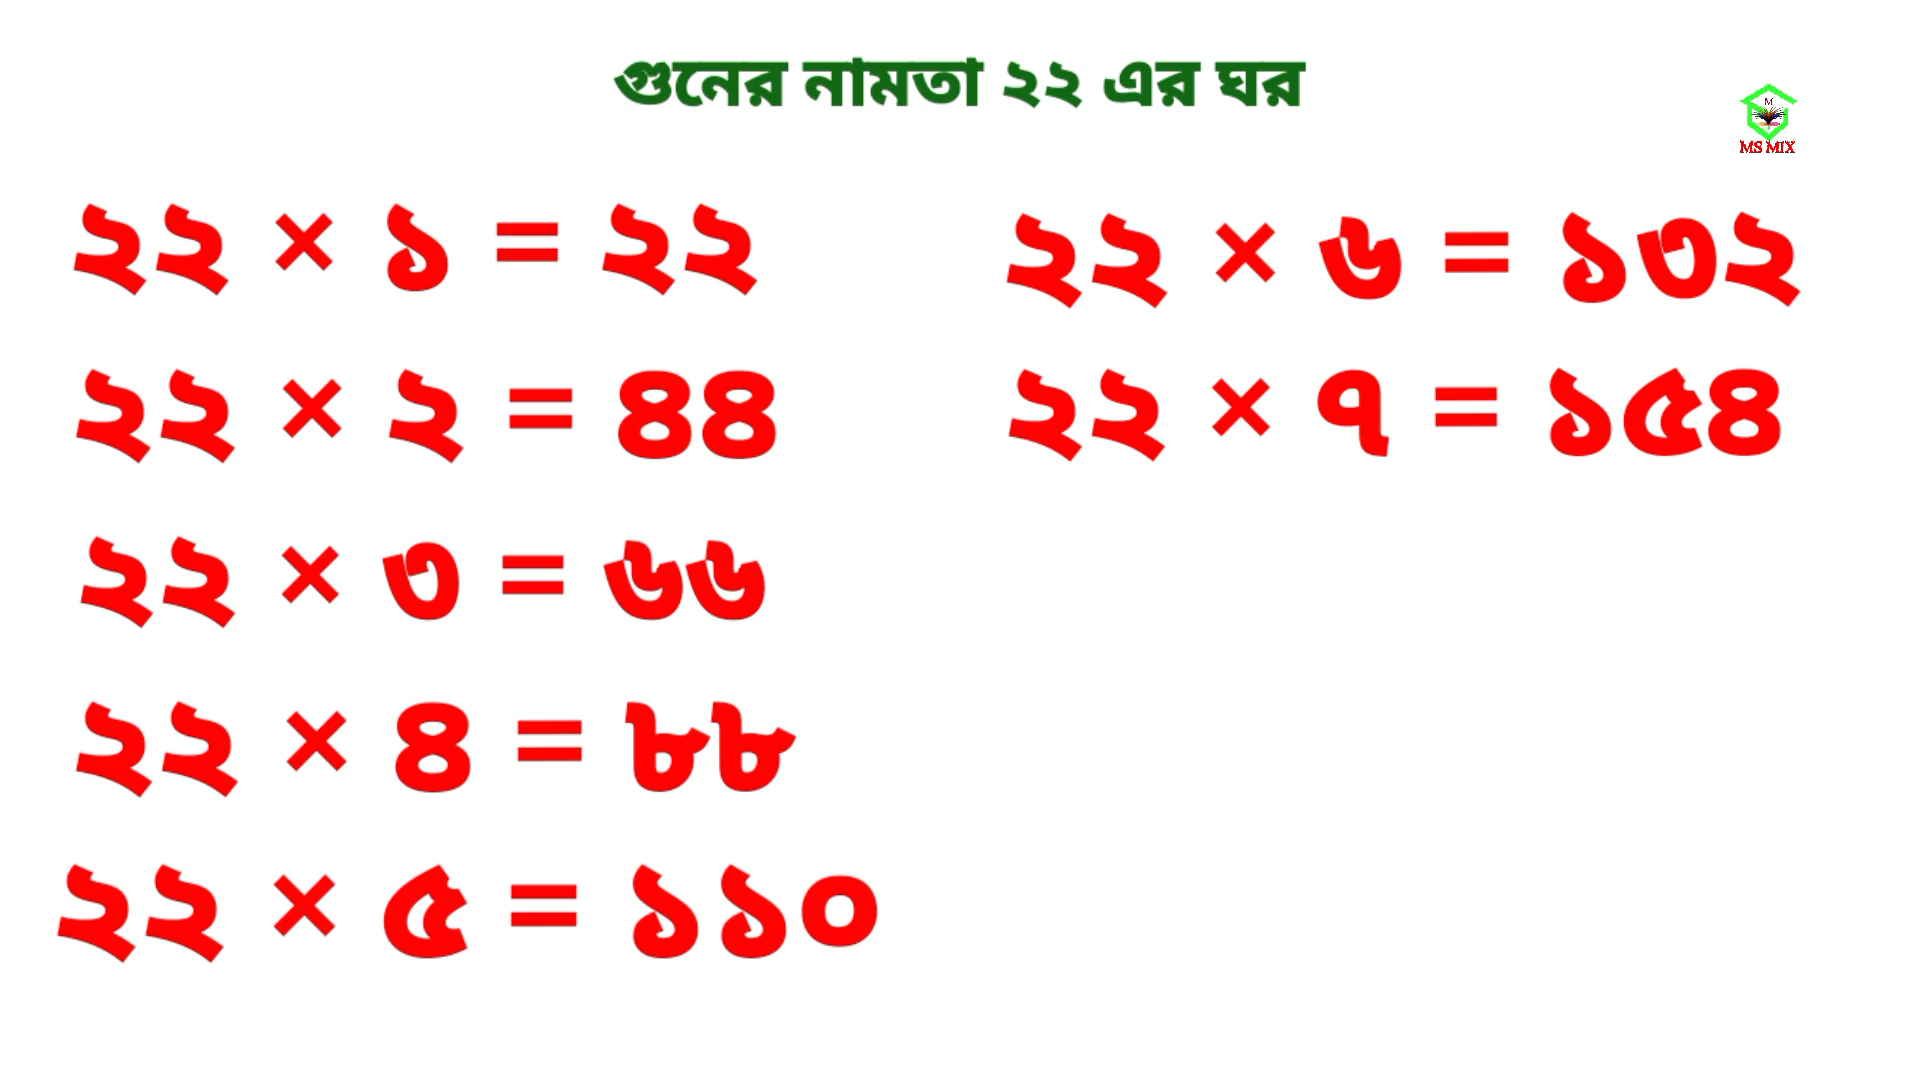 গুনের নামতা ২২ এর ঘর
M
MS MIX
২২ × ১ = ২২
২২ × ২ = ৪৪
২২ × ৩ = ৬৬
২২ × ৪ = ৮৮
২২ × ৫ = ১১০
২২ × ৬ = ১৩২
২২ × ৭ = ১৫৪